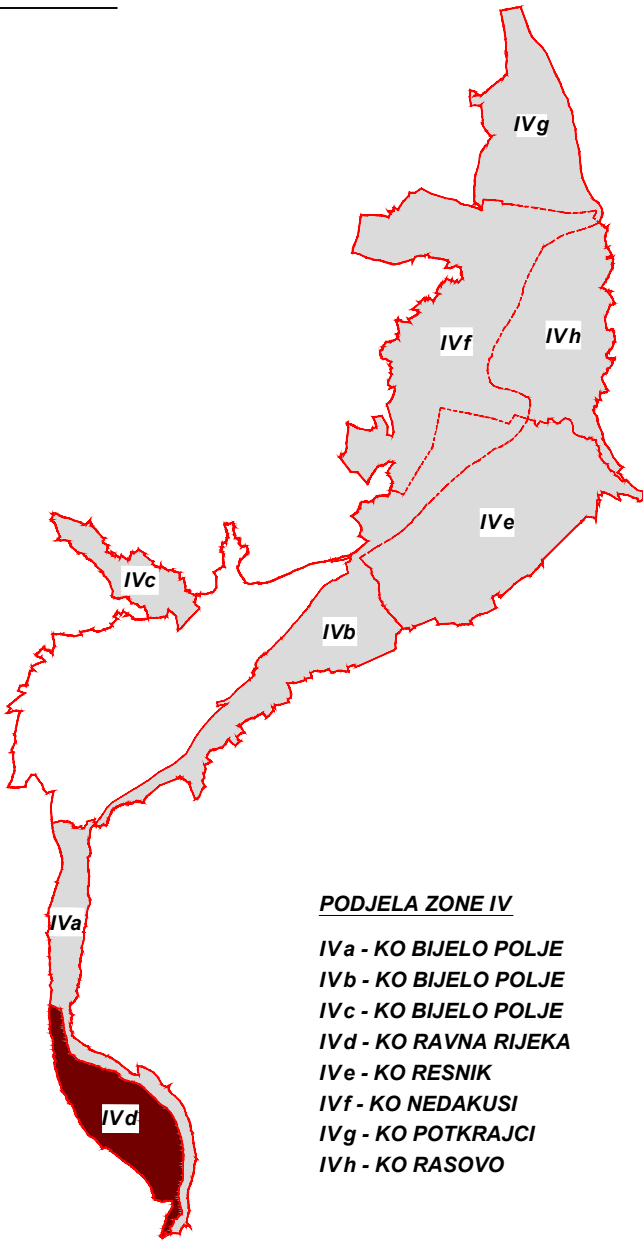 IVg
IVf
IVh
IVe
IVc
IVb
IVa
IVd
PODJELA ZONE IV
IVa - KO BIJELO POLJE
IVb - KO BIJELO POLJE
IVc - KO BIJELO POLJE
IVd - KO RAVNA RIJEKA
IVe - KO RESNIK
IVf - KO NEDAKUSI
IVg - KO POTKRAJCI
IVh - KO RASOVO